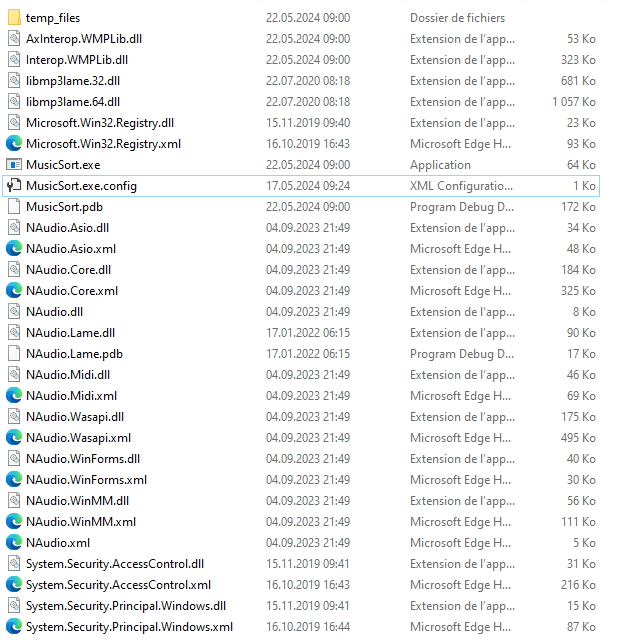 temp_files 22.05.2024 09:00 Dossier de fichiers
AxInterop.WMPLib.dll 22.05.2024 09:00 Extension de l'app... 53 Ko
Interop.WMPLib.dll 22.05.2024 09:00 Extension de l'app... 323 Ko
libmp3lame.32.dll 22.07.2020 08:18 Extension de l'app... 681 Ko
libmp3lame.64.dll 22.07.2020 08:18 Extension de l'app... 1 057 Ko
Microsoft.Win32.Registry.dll 15.11.2019 09:40 Extension de l'app... 23 Ko
Microsoft.Win32.Registry.xml 16.10.2019 16:43 Microsoft Edge H... 93 Ko
MusicSort.exe 22.05.2024 09:00 Application 64 Ko
MusicSort.exe.config 17.05.2024 09:24 XML Configuratio... 1 Ko
MusicSort.pdb 22.05.2024 09:00 Program Debug D... 172 Ko
NAudio.Asio.dll 04.09.2023 21:49 Extension de l'app... 34 Ko
NAudio.Asio.xml 04.09.2023 21:49 Microsoft Edge H... 48 Ko
NAudio.Core.dll 04.09.2023 21:49 Extension de l'app... 184 Ko
NAudio.Core.xml 04.09.2023 21:49 Microsoft Edge H... 325 Ko
NAudio.dll 04.09.2023 21:49 Extension de l'app... 8 Ko
NAudio.Lame.dll 17.01.2022 06:15 Extension de l'app... 90 Ko
NAudio.Lame.pdb 17.01.2022 06:15 Program Debug D... 17 Ko
NAudio.Midi.dll 04.09.2023 21:49 Extension de l'app... 46 Ko
NAudio.Midi.xml 04.09.2023 21:49 Microsoft Edge H... 69 Ko
NAudio.Wasapi.dll 04.09.2023 21:49 Extension de l'app... 175 Ko
NAudio.Wasapi.xml 04.09.2023 21:49 Microsoft Edge H... 495 Ko
NAudio.WinForms.dll 04.09.2023 21:49 Extension de l'app... 40 Ko
NAudio.WinForms.xml 04.09.2023 21:49 Microsoft Edge H... 30 Ko
NAudio.WinMM.dll 04.09.2023 21:49 Extension de l'app... 56 Ko
NAudio.WinMM.xml 04.09.2023 21:49 Microsoft Edge H... 111 Ko
NAudio.xml 04.09.2023 21:49 Microsoft Edge H... 5 Ko
System.Security.AccessControl.dll 15.11.2019 09:41 Extension de l'app... 31 Ko
System.Security.AccessControl.xml 16.10.2019 16:43 Microsoft Edge H... 216 Ko
System.Security.Principal.Windows.dll 15.11.2019 09:41 Extension de l'app... 15 Ko
System.Security.Principal.Windows.xml 16.10.2019 16:44 Microsoft Edge H... 87 Ko